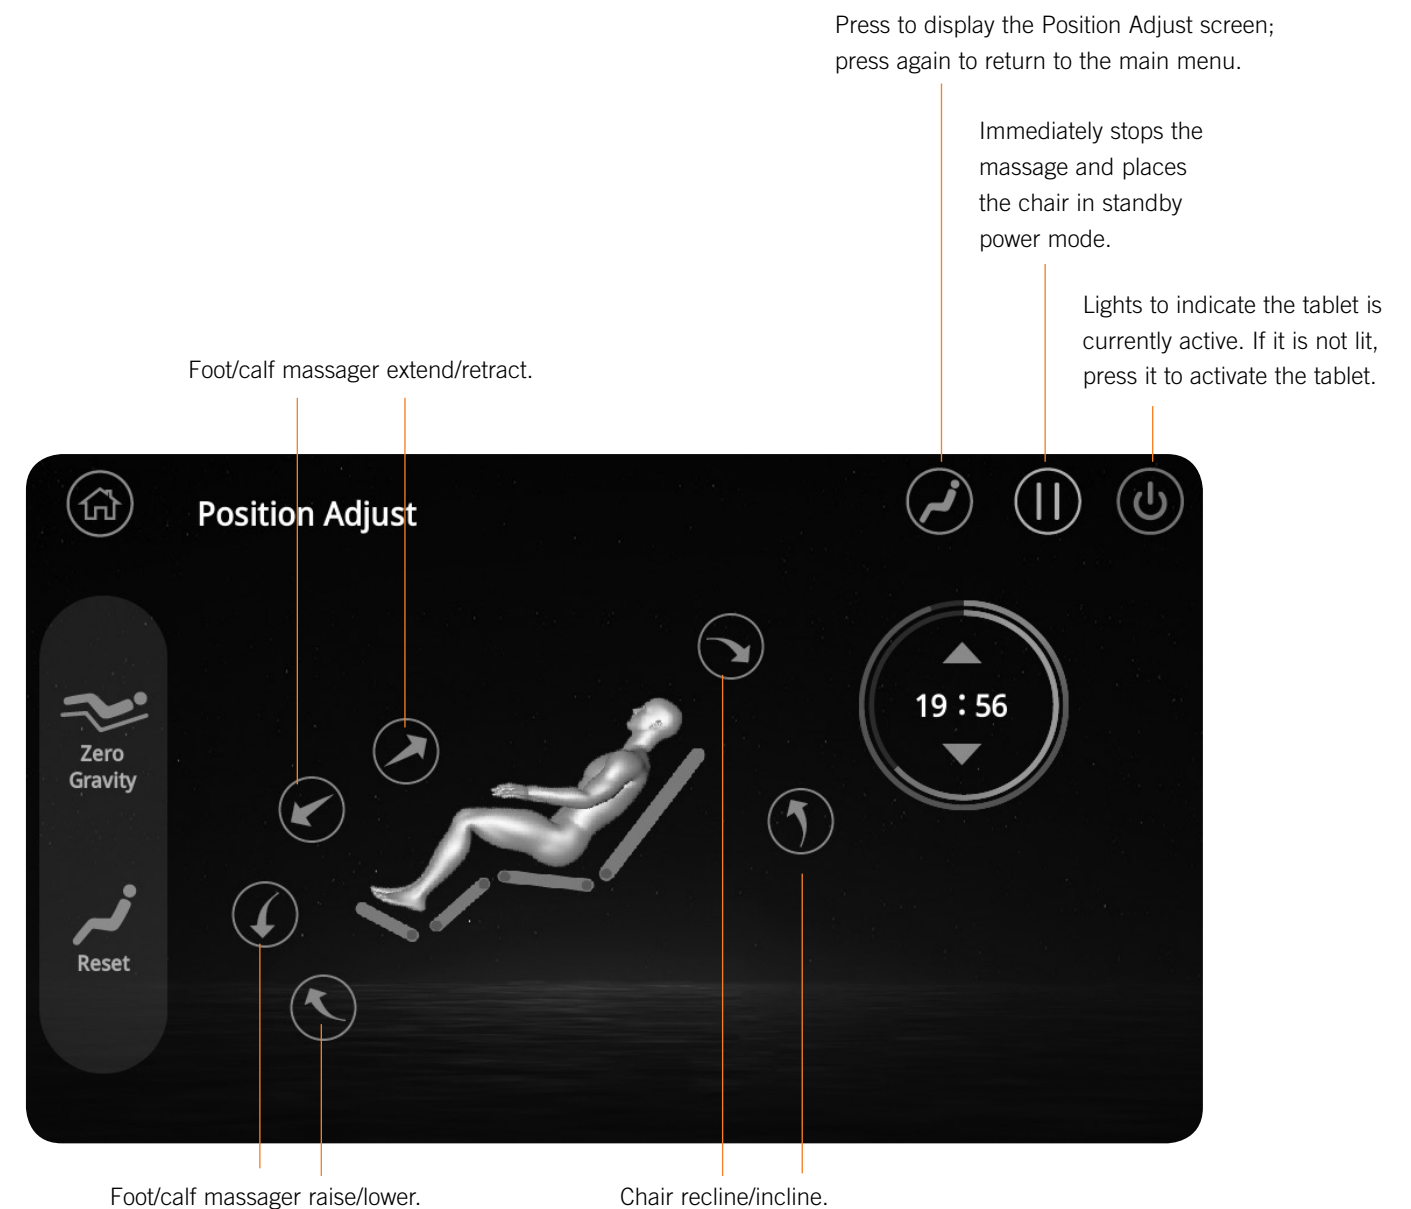 Press to display the Position Adjust screen;
press again to return to the main menu.
Immediately stops the
massage and places
the chair in standby
power mode.
Lights to indicate the tablet is
currently active. If it is not lit,
press it to activate the tablet.
Foot/calf massager extend/retract.
Position Adjust
19 : 56
Zero
Gravity
Reset
Foot/calf massager raise/lower.
Chair recline/incline.